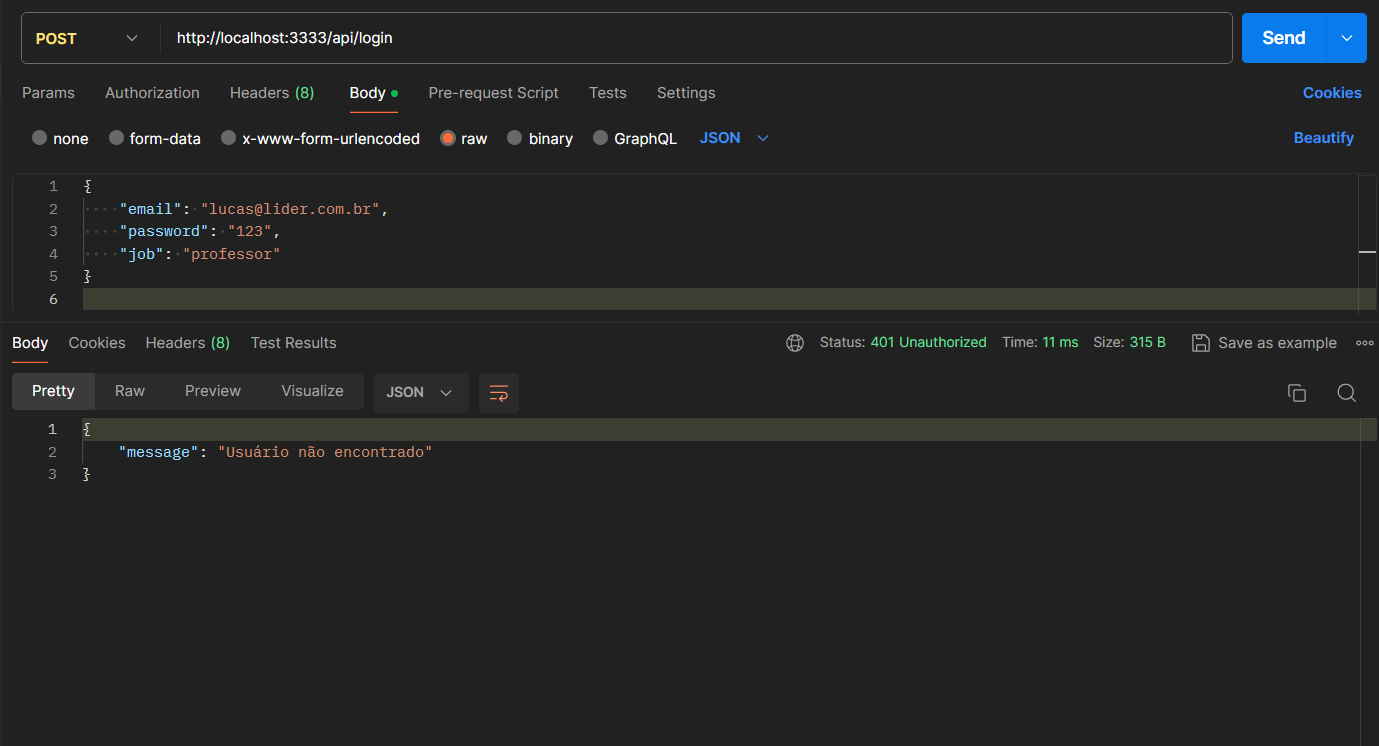 POST http://localhost:3333/api/login Send
Params Authorization Headers (8) Body Pre-request Script Tests Settings Cookies
none form-data x-www-form-urlencoded raw binary GraphQL JSON Beautify
1 {
2 "email": "lucas@lider.com.br",
3 "password": "123",
4 "job": "professor"
5 }
6
Body Cookies Headers (8) Test Results Status: 401 Unauthorized Time: 11 ms Size: 315 B Save as example
Pretty Raw Preview Visualize JSON
1 {
2 "message": "Usuário não encontrado"
3 }